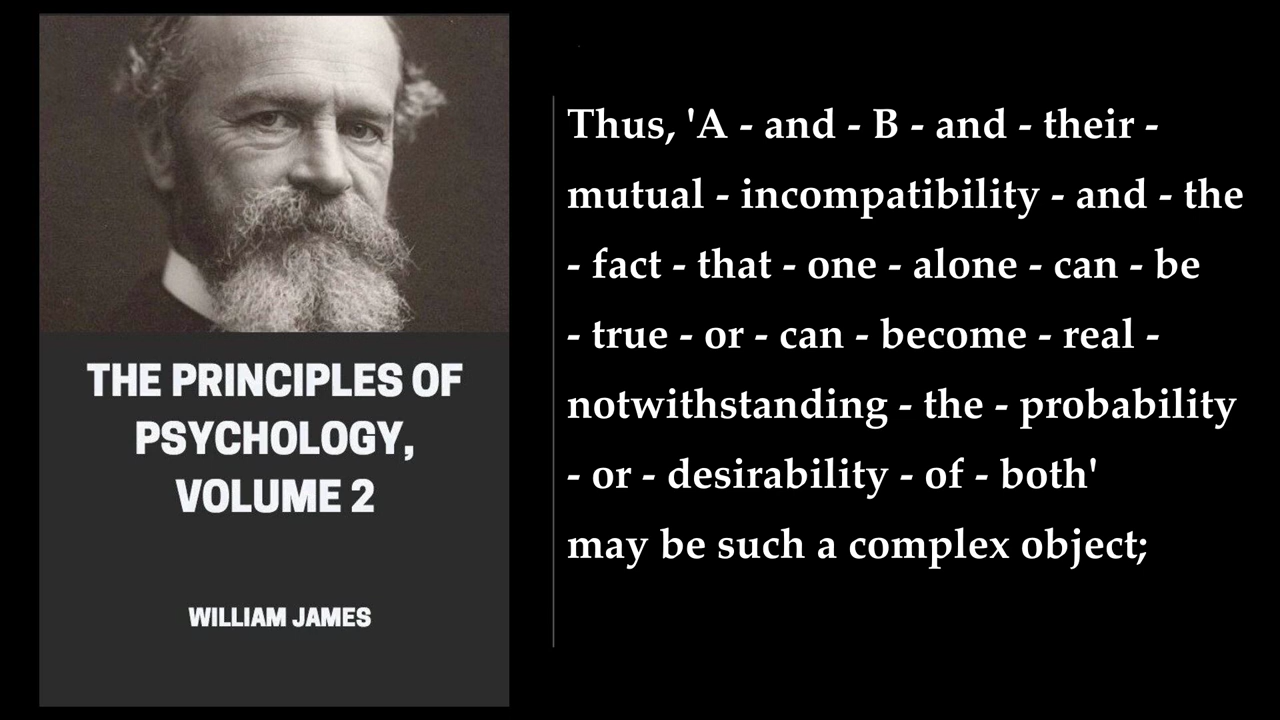 THE PRINCIPLES OF
PSYCHOLOGY,
VOLUME 2
WILLIAM JAMES
Thus, 'A - and - B - and - their -
mutual - incompatibility - and - the
- fact - that - one - alone - can - be
- true - or - can - become - real -
notwithstanding - the - probability
- or - desirability - of - both'
may be such a complex object;